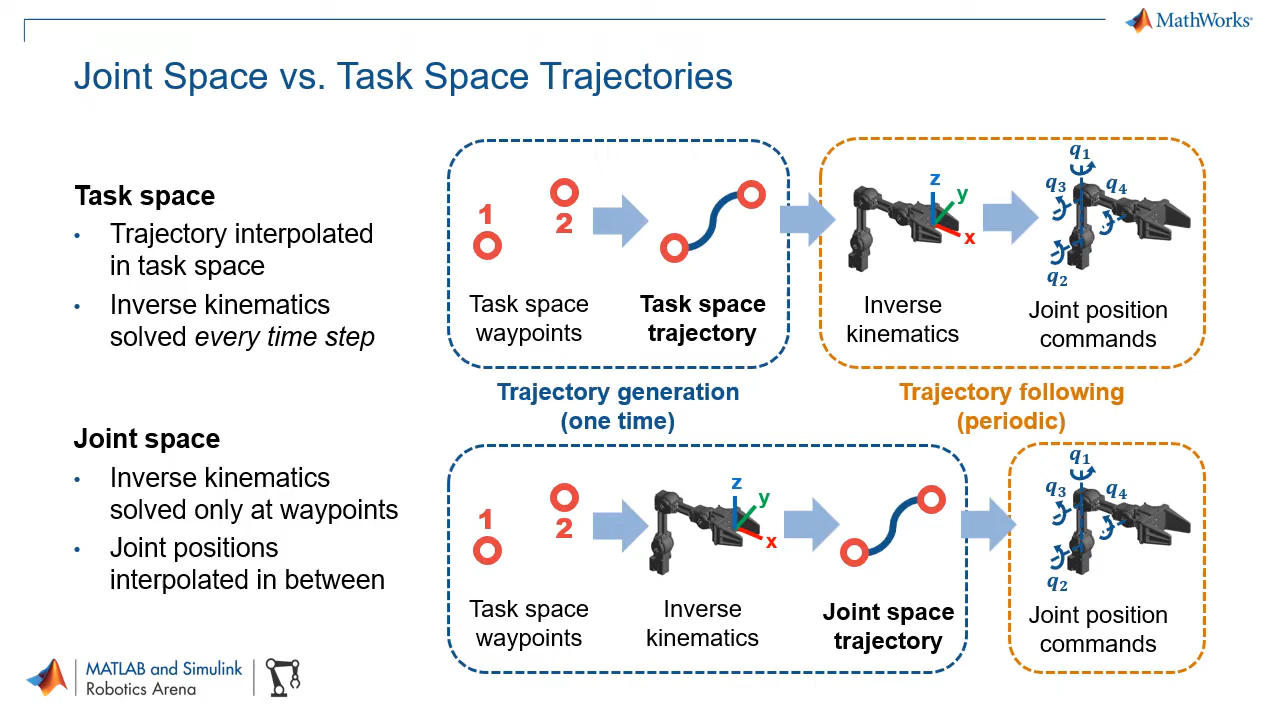 MathWorks®
Joint Space vs. Task Space Trajectories
Task space
• Trajectory interpolated
in task space
• Inverse kinematics
solved every time step
1
2
Task space
waypoints
Task space
trajectory
z
y
x
Inverse
kinematics
q1
q3
q4
q2
Joint position
commands
Trajectory generation
(one time)
Trajectory following
(periodic)
Joint space
• Inverse kinematics
solved only at waypoints
• Joint positions
interpolated in between
1
2
Task space
waypoints
z
y
x
Inverse
kinematics
Joint space
trajectory
q1
q3
q4
q2
Joint position
commands
MATLAB and Simulink
Robotics Arena